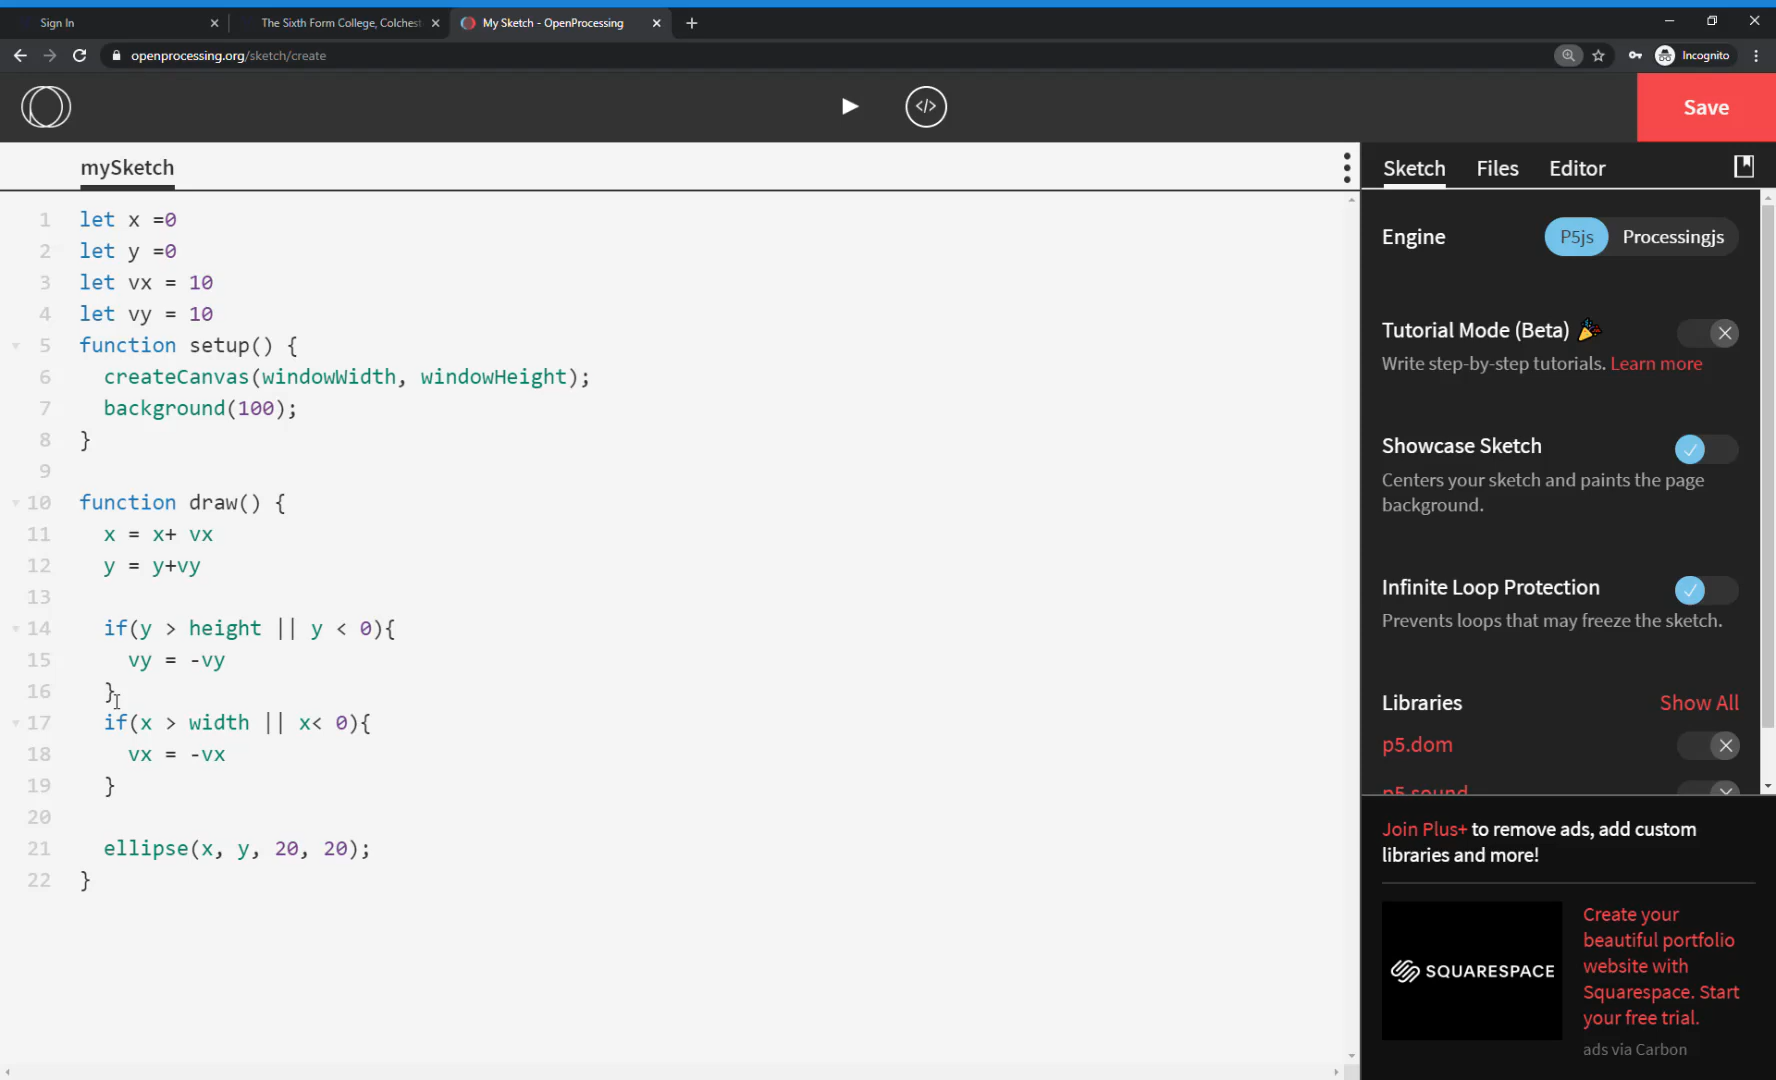 Sign In
The Sixth Form College, Colchest
My Sketch - OpenProcessing
openprocessing.org/sketch/create
Incognito
</>
Save
mySketch
Sketch Files Editor
1 let x =0
2 let y =0
3 let vx = 10
4 let vy = 10
5 function setup() {
6 createCanvas(windowWidth, windowHeight);
7 background(100);
8 }
9
10 function draw() {
11 x = x+ vx
12 y = y+vy
13
14 if(y > height || y < 0){
15 vy = -vy
16 }
17 if(x > width || x< 0){
18 vx = -vx
19 }
20
21 ellipse(x, y, 20, 20);
22 }
Engine P5js Processingjs
Tutorial Mode (Beta) 🎉
Write step-by-step tutorials. Learn more
Showcase Sketch
Centers your sketch and paints the page
background.
Infinite Loop Protection
Prevents loops that may freeze the sketch.
Libraries Show All
p5.dom
p5.sound
Join Plus+ to remove ads, add custom
libraries and more!
SQUARESPACE
Create your
beautiful portfolio
website with
Squarespace. Start
your free trial.
ads via Carbon